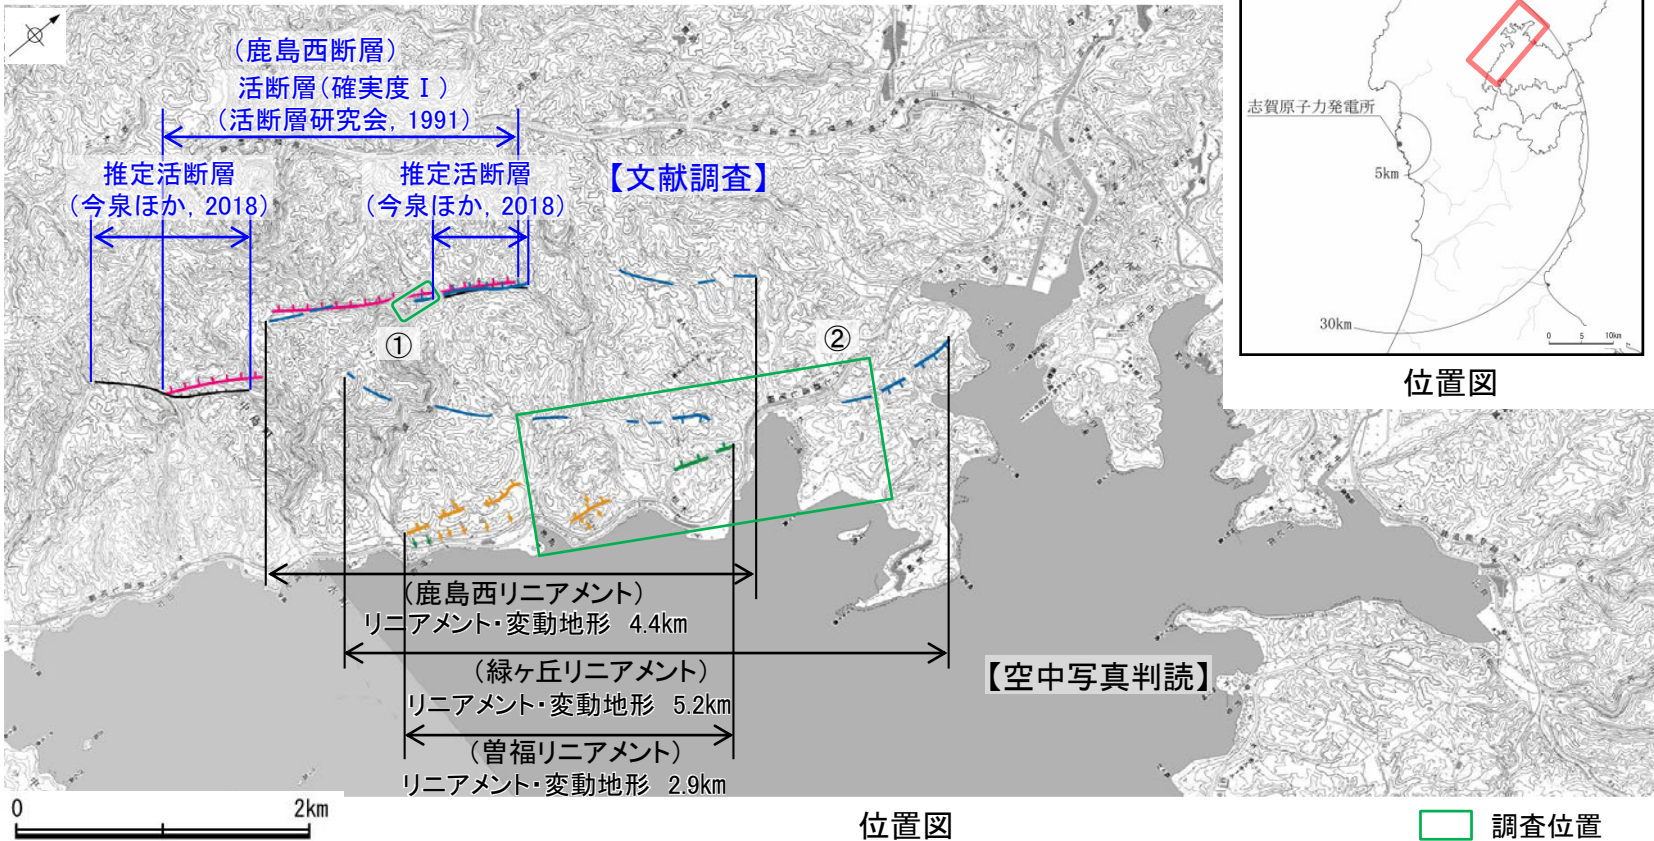 (鹿島西断層)
活断層(確実度Ⅰ)
(活断層研究会, 1991)
推定活断層
(今泉ほか, 2018)
推定活断層
(今泉ほか, 2018)
【文献調査】
①
②
(鹿島西リニアメント)
リニアメント・変動地形 4.4km
(緑ヶ丘リニアメント)
リニアメント・変動地形 5.2km
(曽福リニアメント)
リニアメント・変動地形 2.9km
【空中写真判読】
志賀原子力発電所
5km
30km
0 5 10km
位置図
0 2km
位置図
調査位置